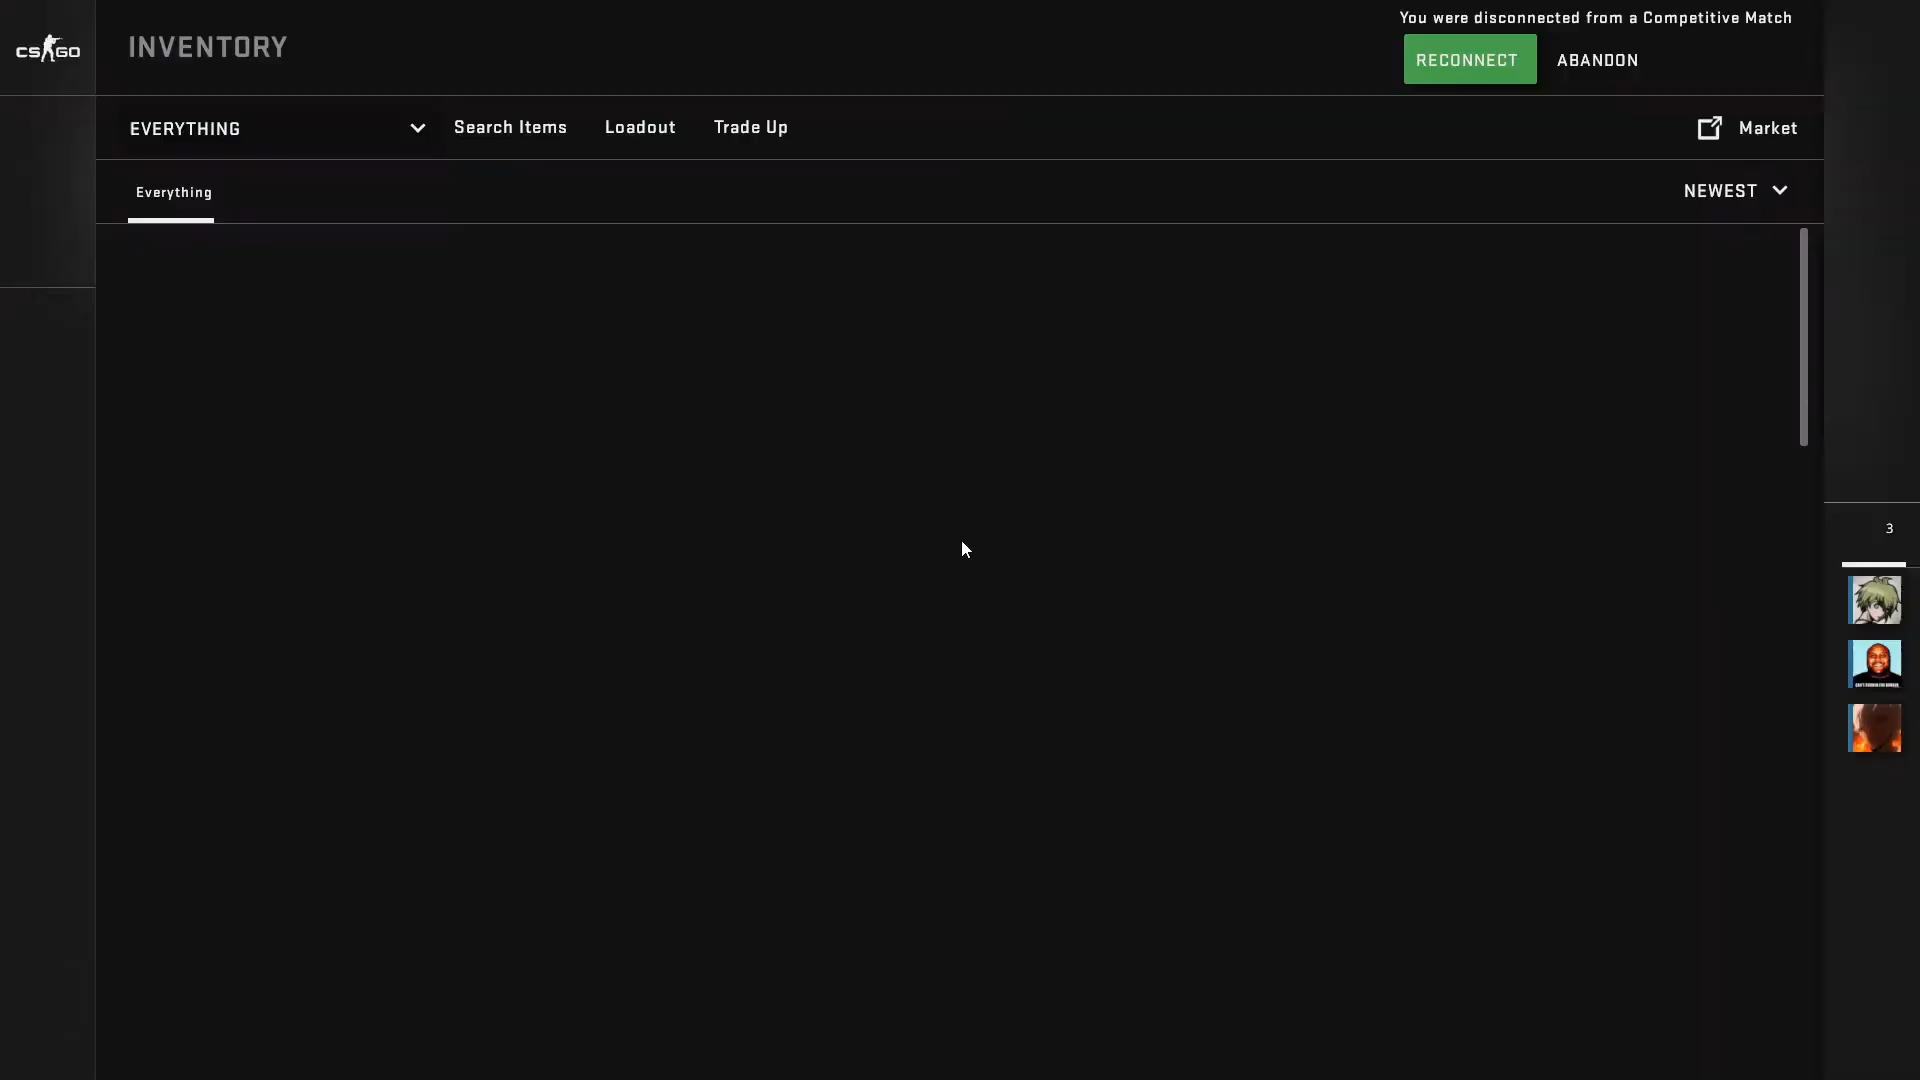 You were disconnected from a Competitive Match
CS GO
INVENTORY
RECONNECT
ABANDON
EVERYTHING
Search Items
Loadout
Trade Up
Market
Everything
NEWEST
3